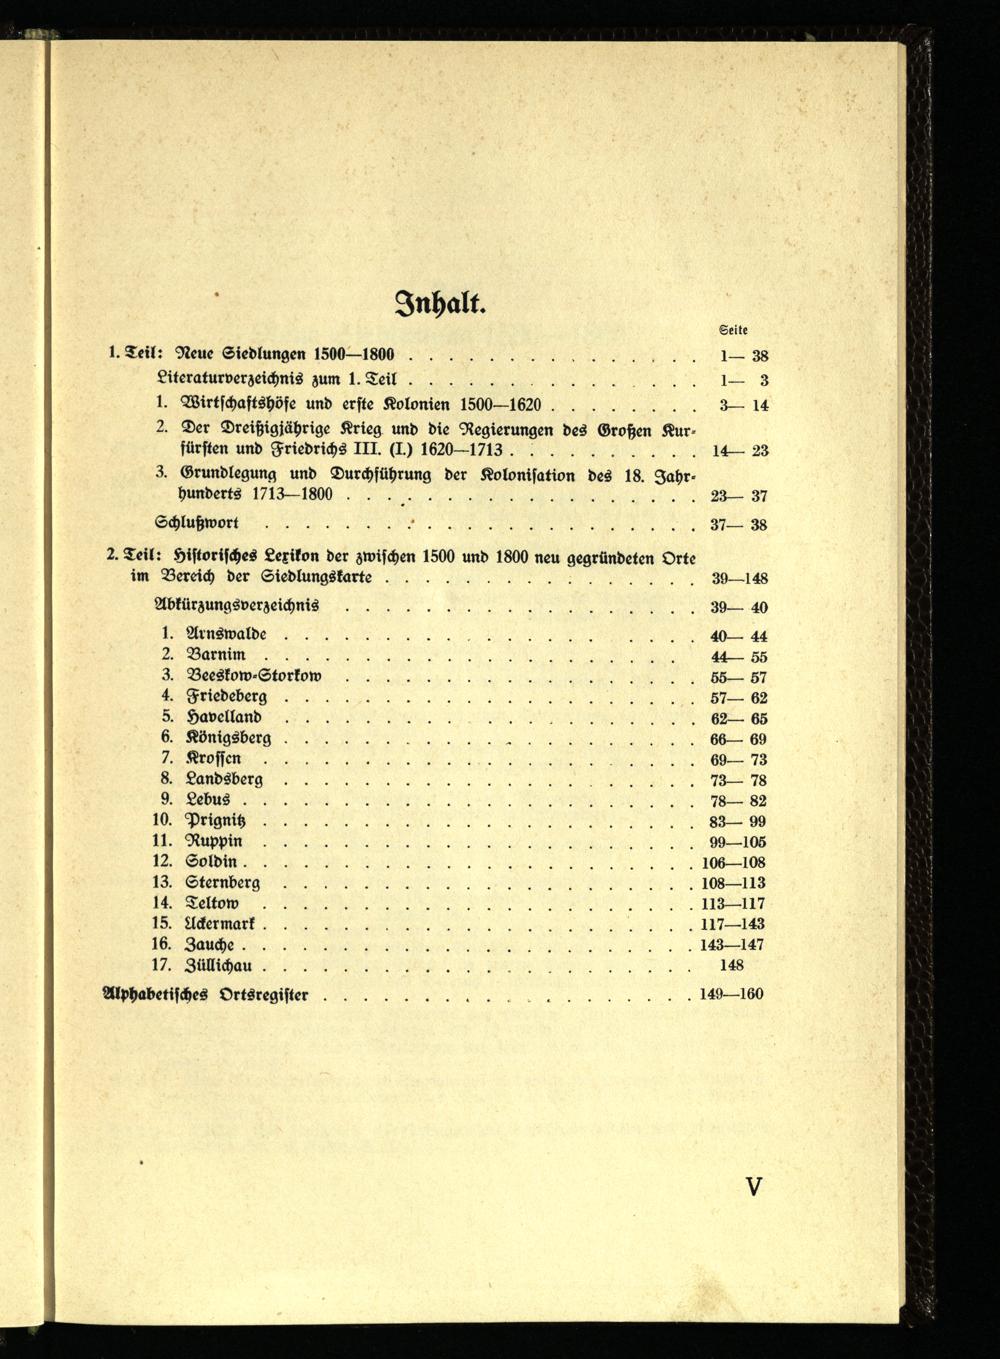 Inhalt.
Seite
1. Teil: Neue Siedlungen 1500—1800 . . . . . . . . . . . . . . . 1— 38
Literaturverzeichnis zum 1. Teil . . . . . . . . . . . . . . . 1— 3
1. Wirtschaftshöfe und erste Kolonien 1500—1620 . . . . . . . . 3— 14
2. Der Dreißigjährige Krieg und die Regierungen des Großen Kur-
fürsten und Friedrichs III. (I.) 1620—1713 . . . . . . . . . . 14— 23
3. Grundlegung und Durchführung der Kolonisation des 18. Jahr-
hunderts 1713—1800 . . . . . . . . . . . . . . . . . . 23— 37
Schlußwort . . . . . . . . . . . . . . . . . . . . . . 37— 38
2. Teil: Historisches Lexikon der zwischen 1500 und 1800 neu gegründeten Orte
im Bereich der Siedlungskarte . . . . . . . . . . . . . . . . 39—148
Abkürzungsverzeichnis . . . . . . . . . . . . . . . . . . 39— 40
1. Arnswalde . . . . . . . . . . . . . . . . . . . . . 40— 44
2. Barnim . . . . . . . . . . . . . . . . . . . . . . 44— 55
3. Beeskow-Storkow . . . . . . . . . . . . . . . . . . 55— 57
4. Friedeberg . . . . . . . . . . . . . . . . . . . . . 57— 62
5. Havelland . . . . . . . . . . . . . . . . . . . . . 62— 65
6. Königsberg . . . . . . . . . . . . . . . . . . . . . 66— 69
7. Krossen . . . . . . . . . . . . . . . . . . . . . . 69— 73
8. Landsberg . . . . . . . . . . . . . . . . . . . . . 73— 78
9. Lebus . . . . . . . . . . . . . . . . . . . . . . . 78— 82
10. Prignitz . . . . . . . . . . . . . . . . . . . . . . 83— 99
11. Ruppin . . . . . . . . . . . . . . . . . . . . . . 99—105
12. Soldin . . . . . . . . . . . . . . . . . . . . . . . 106—108
13. Sternberg . . . . . . . . . . . . . . . . . . . . . 108—113
14. Teltow . . . . . . . . . . . . . . . . . . . . . . 113—117
15. Uckermark . . . . . . . . . . . . . . . . . . . . . . 117—143
16. Zauche . . . . . . . . . . . . . . . . . . . . . . . 143—147
17. Züllichau . . . . . . . . . . . . . . . . . . . . . . 148
Alphabetisches Ortsregister . . . . . . . . . . . . . . . . . . . 149—160
V